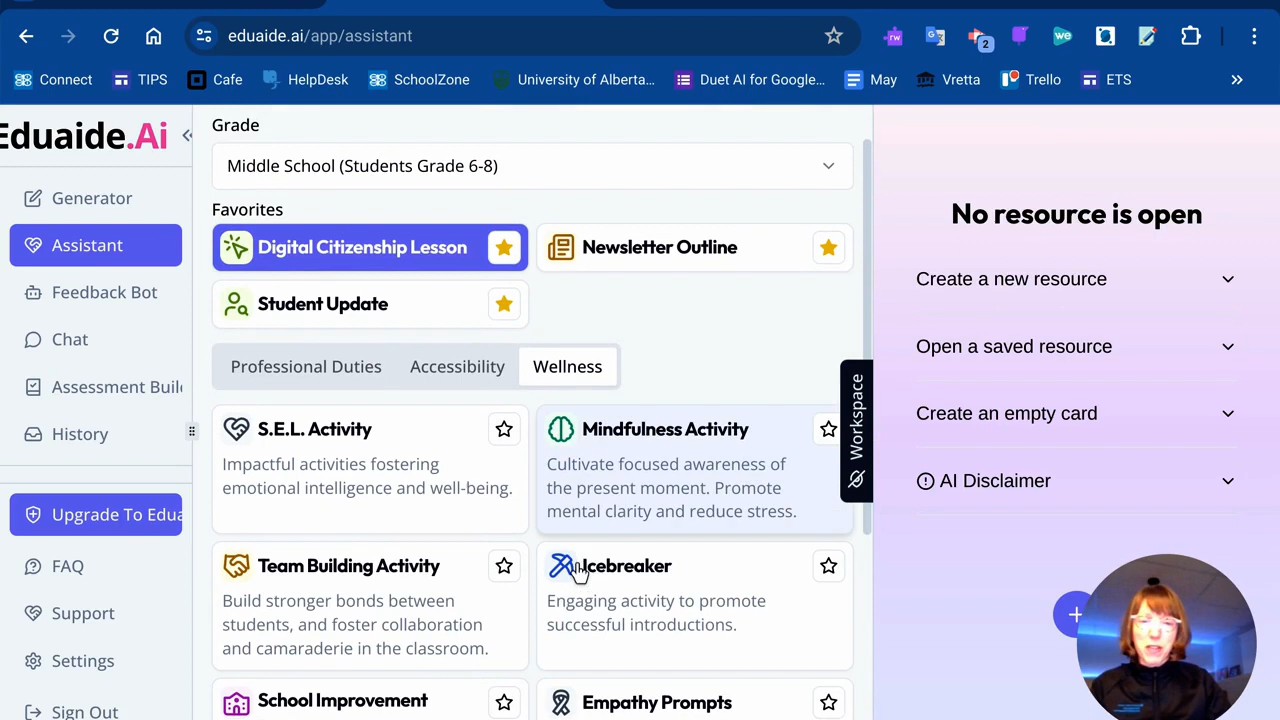 eduaide.ai/app/assistant
rw
2
we
Connect
TIPS
Cafe
HelpDesk
SchoolZone
University of Alberta...
Duet AI for Google...
May
Vretta
Trello
ETS
Eduaide.Ai
Generator
Assistant
Feedback Bot
Chat
Assessment Buil
History
Upgrade To Edua
FAQ
Support
Settings
Sign Out
Grade
Middle School (Students Grade 6-8)
Favorites
Digital Citizenship Lesson
Newsletter Outline
Student Update
Professional Duties
Accessibility
Wellness
S.E.L. Activity
Impactful activities fostering
emotional intelligence and well-being.
Mindfulness Activity
Cultivate focused awareness of
the present moment. Promote
mental clarity and reduce stress.
Team Building Activity
Build stronger bonds between
students, and foster collaboration
and camaraderie in the classroom.
Icebreaker
Engaging activity to promote
successful introductions.
School Improvement
Empathy Prompts
Workspace
No resource is open
Create a new resource
Open a saved resource
Create an empty card
AI Disclaimer